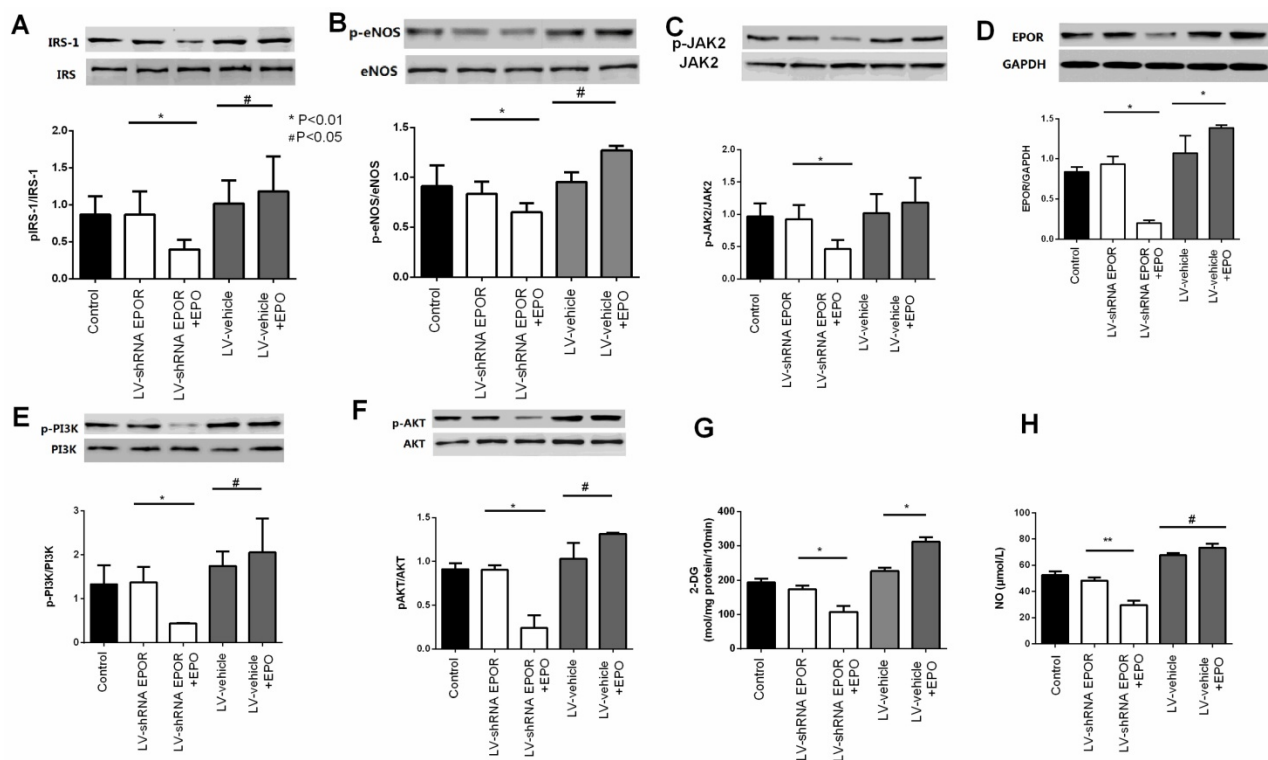 A
IRS-1
IRS
*
#
* P<0.01
#P<0.05
pIRS-1/IRS-1
2.0
1.5
1.0
0.5
0.0
Control
LV-shRNA EPOR
LV-shRNA EPOR
+EPO
LV-vehicle
LV-vehicle
+EPO
B
p-eNOS
eNOS
*
#
p-eNOS/eNOS
1.5
1.0
0.5
0.0
Control
LV-shRNA EPOR
LV-shRNA EPOR
+EPO
LV-vehicle
LV-vehicle
+EPO
C
p-JAK2
JAK2
*
p-JAK2/JAK2
2.0
1.5
1.0
0.5
0.0
Control
LV-shRNA EPOR
LV-shRNA EPOR
+EPO
LV-vehicle
LV-vehicle
+EPO
D
EPOR
GAPDH
*
*
EPOR/GAPDH
1.5
1.0
0.5
0.0
Control
LV-shRNA EPOR
LV-shRNA EPOR
+EPO
LV-vehicle
LV-vehicle
+EPO
E
p-PI3K
PI3K
*
#
p-PI3K/PI3K
3
2
1
0
Control
LV-shRNA EPOR
LV-shRNA EPOR
+EPO
LV-vehicle
LV-vehicle
+EPO
F
p-AKT
AKT
*
#
pAKT/AKT
1.5
1.0
0.5
0.0
Control
LV-shRNA EPOR
LV-shRNA EPOR
+EPO
LV-vehicle
LV-vehicle
+EPO
G
*
*
2-DG
(mol/mg protein/10min)
400
300
200
100
0
Control
LV-shRNA EPOR
LV-shRNA EPOR
+EPO
LV-vehicle
LV-vehicle
+EPO
H
**
#
NO (μmol/L)
100
80
60
40
20
0
Control
LV-shRNA EPOR
LV-shRNA EPOR
+EPO
LV-vehicle
LV-vehicle
+EPO